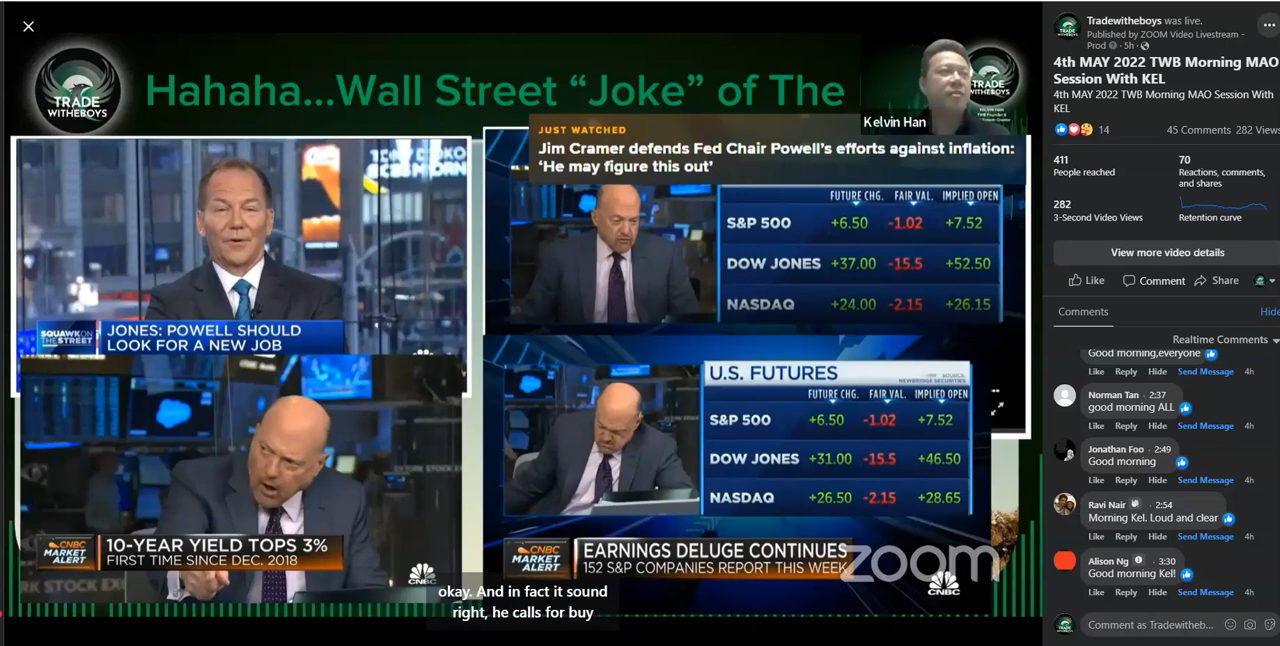 Hahaha...Wall Street “Joke” of The
TRADE
WITHEBOYS
TRADE
WITHEBOYS
Kelvin Han
JUST WATCHED
Jim Cramer defends Fed Chair Powell’s efforts against inflation:
‘He may figure this out’
SQUAWK ON
THE STREET
JONES: POWELL SHOULD
LOOK FOR A NEW JOB
FUTURE CHG. FAIR VAL. IMPLIED OPEN
S&P 500 +6.50 -1.02 +7.52
DOW JONES +37.00 -15.5 +52.50
NASDAQ +24.00 -2.15 +26.15
CNBC
MARKET
ALERT
10-YEAR YIELD TOPS 3%
FIRST TIME SINCE DEC. 2018
CNBC
U.S. FUTURES
SOURCE:
NEWBRIDGE SECURITIES
FUTURE CHG. FAIR VAL. IMPLIED OPEN
S&P 500 +6.50 -1.02 +7.52
DOW JONES +31.00 -15.5 +46.50
NASDAQ +26.50 -2.15 +28.65
CNBC
MARKET
ALERT
EARNINGS DELUGE CONTINUES
152 S&P COMPANIES REPORT THIS WEEK
zoom
CNBC
okay. And in fact it sound
right, he calls for buy
Tradewitheboys was live.
Published by ZOOM Video Livestream -
Prod · 5h ·
4th MAY 2022 TWB Morning MAO
Session With KEL
4th MAY 2022 TWB Morning MAO Session With
KEL
14 45 Comments 282 Views
411
People reached
70
Reactions, comments,
and shares
282
3-Second Video Views
Retention curve
View more video details
Like Comment Share
Comments Hide
Realtime Comments
Good morning,everyone
Like Reply Hide Send Message 4h
Norman Tan · 2:37
good morning ALL
Like Reply Hide Send Message 4h
Jonathan Foo · 2:49
Good morning
Like Reply Hide Send Message 4h
Ravi Nair · 2:54
Morning Kel. Loud and clear
Like Reply Hide Send Message 4h
Alison Ng · 3:30
Good morning Kel!
Like Reply Hide Send Message 4h
Comment as Tradewitheb...